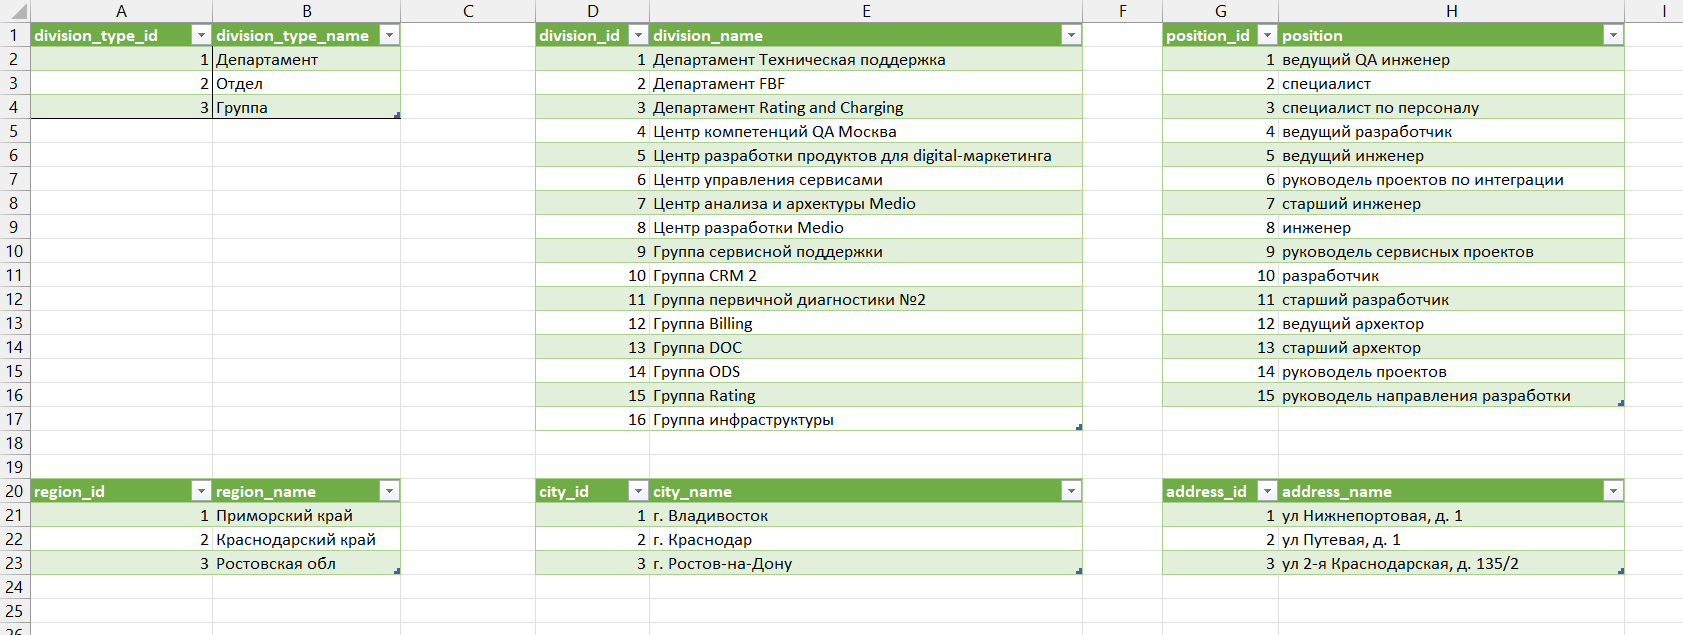 A B C D E F G H I
1 division_type_id division_type_name division_id division_name position_id position
2 1 Департамент 1 Департамент Техническая поддержка 1 ведущий QA инженер
3 2 Отдел 2 Департамент FBF 2 специалист
4 3 Группа 3 Департамент Rating and Charging 3 специалист по персоналу
5 4 Центр компетенций QA Москва 4 ведущий разработчик
6 5 Центр разработки продуктов для digital-маркетинга 5 ведущий инженер
7 6 Центр управления сервисами 6 руководель проектов по интеграции
8 7 Центр анализа и архектуры Medio 7 старший инженер
9 8 Центр разработки Medio 8 инженер
10 9 Группа сервисной поддержки 9 руководель сервисных проектов
11 10 Группа CRM 2 10 разработчик
12 11 Группа первичной диагностики №2 11 старший разработчик
13 12 Группа Billing 12 ведущий архектор
14 13 Группа DOC 13 старший архектор
15 14 Группа ODS 14 руководель проектов
16 15 Группа Rating 15 руководель направления разработки
17 16 Группа инфраструктуры
18
19
20 region_id region_name city_id city_name address_id address_name
21 1 Приморский край 1 г. Владивосток 1 ул Нижнепортовая, д. 1
22 2 Краснодарский край 2 г. Краснодар 2 ул Путевая, д. 1
23 3 Ростовская обл 3 г. Ростов-на-Дону 3 ул 2-я Краснодарская, д. 135/2
24
25
26